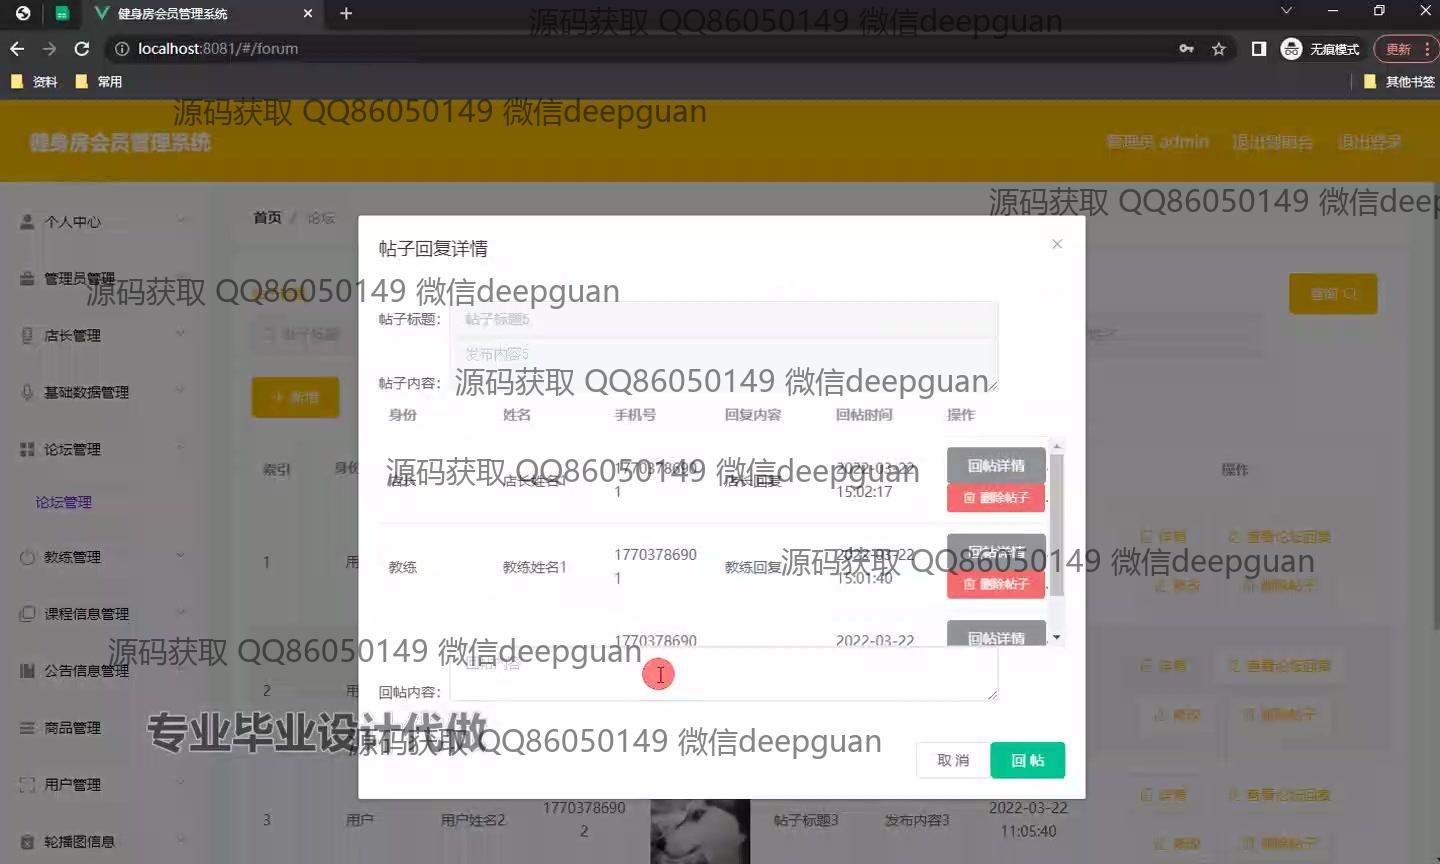 健身房会员管理系统
源码获取 QQ86050149 微信deepguan
localhost:8081/#/forum
无痕模式
更新
资料
常用
其他书签
源码获取 QQ86050149 微信deepguan
健身房会员管理系统
管理员 admin
退出到前台
退出登录
源码获取 QQ86050149 微信deep
个人中心
首页 / 论坛
帖子回复详情
管理员管理
源码获取 QQ86050149 微信deepguan
查询
帖子标题：
帖子标题5
店长管理
帖子标题
发布内容5
帖子内容：
源码获取 QQ86050149 微信deepguan
基础数据管理
新增
身份 姓名 手机号 回复内容 回帖时间 操作
论坛管理
索引
身份
操作
源码获取 QQ86050149 微信deepguan
店长 店长姓名1 17703786901 店长回复 2022-03-22 15:02:17
回帖详情
删除帖子
论坛管理
教练管理
1
用
教练 教练姓名1 17703786901 教练回复 2022-03-22 15:01:40
回帖详情
删除帖子
详情
查看论坛回复
修改
删除帖子
源码获取 QQ86050149 微信deepguan
课程信息管理
1770378690
2022-03-22
回帖详情
源码获取 QQ86050149 微信deepguan
公告信息管理
2
用
回帖内容：
详情
查看论坛回复
修改
删除帖子
商品管理
专业毕业设计代做
源码获取 QQ86050149 微信deepguan
取消
回帖
用户管理
3
用户
用户姓名2
17703786902
帖子标题3
发布内容3
2022-03-22 11:05:40
详情
查看论坛回复
修改
删除帖子
轮播图信息